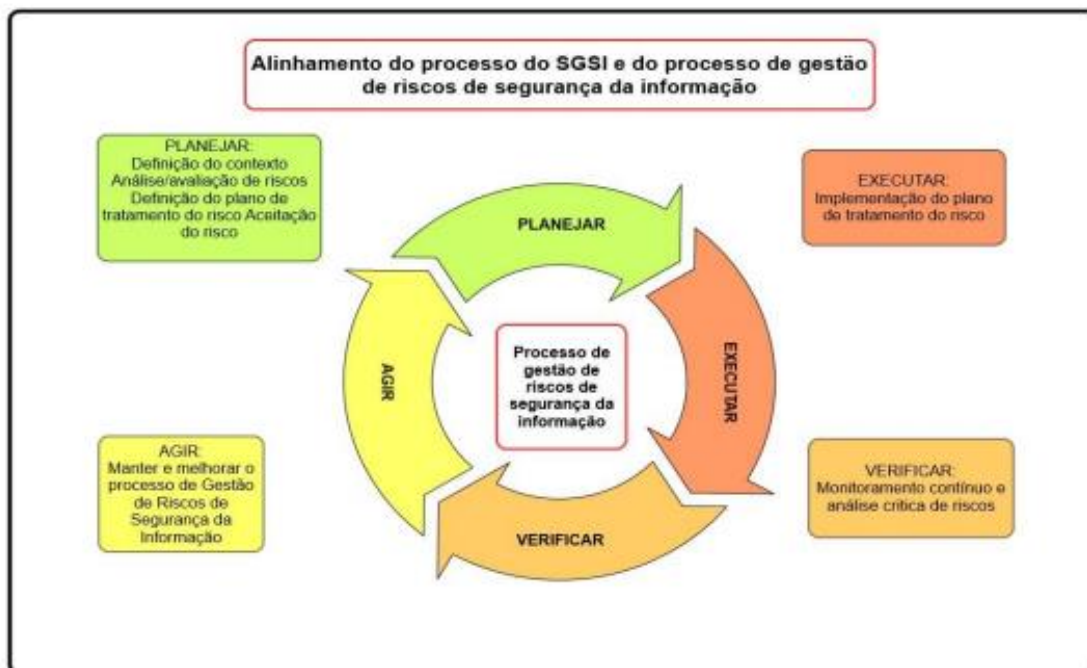 Alinhamento do processo do SGSI e do processo de gestão
de riscos de segurança da informação
PLANEJAR:
Definição do contexto
Análise/avaliação de riscos
Definição do plano de
tratamento do risco Aceitação
do risco
EXECUTAR:
Implementação do plano
de tratamento do risco
PLANEJAR
EXECUTAR
Processo de
gestão de
riscos de
segurança da
informação
AGIR
VERIFICAR
AGIR:
Manter e melhorar o
processo de Gestão
de Riscos de
Segurança da
Informação
VERIFICAR:
Monitoramento contínuo e
análise crítica de riscos